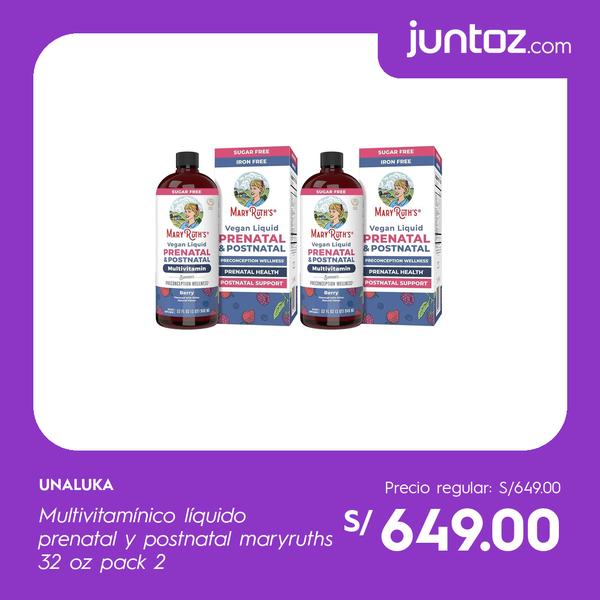 juntoz.com
SUGAR FREE
IRON FREE
MARYRUTH'S®
Vegan Liquid
PRENATAL
& POSTNATAL
PRECONCEPTION WELLNESS
PRENATAL HEALTH
POSTNATAL SUPPORT
SUGAR FREE
MARYRUTH'S®
Vegan Liquid
PRENATAL
& POSTNATAL
Multivitamin
PRECONCEPTION WELLNESS
Berry
SUGAR FREE
IRON FREE
MARYRUTH'S®
Vegan Liquid
PRENATAL
& POSTNATAL
PRECONCEPTION WELLNESS
PRENATAL HEALTH
POSTNATAL SUPPORT
SUGAR FREE
MARYRUTH'S®
Vegan Liquid
PRENATAL
& POSTNATAL
Multivitamin
PRECONCEPTION WELLNESS
Berry
UNALUKA
Multivitamínico líquido
prenatal y postnatal maryruths
32 oz pack 2
Precio regular: S/649.00
S/ 649.00